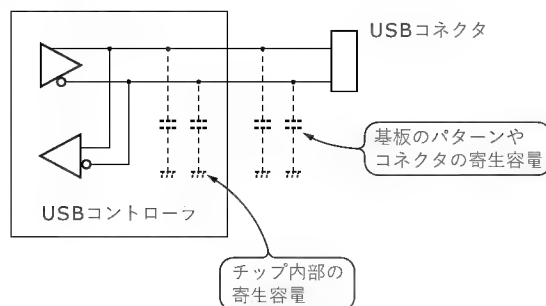 USBコネクタ
基板のパターンや
コネクタの寄生容量
USBコントローラ
チップ内部の
寄生容量